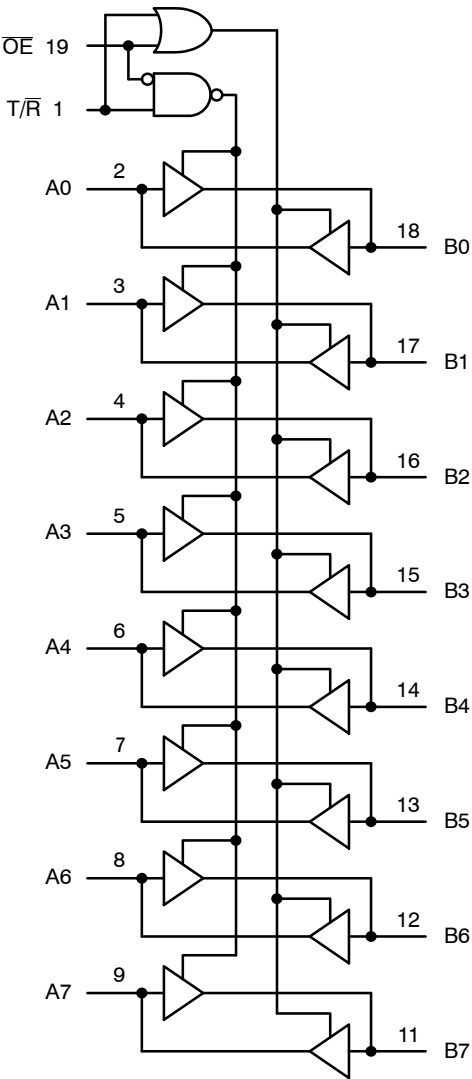 O̅E̅ 19
T/R̅ 1
A0 2
18 B0
A1 3
17 B1
A2 4
16 B2
A3 5
15 B3
A4 6
14 B4
A5 7
13 B5
A6 8
12 B6
A7 9
11 B7